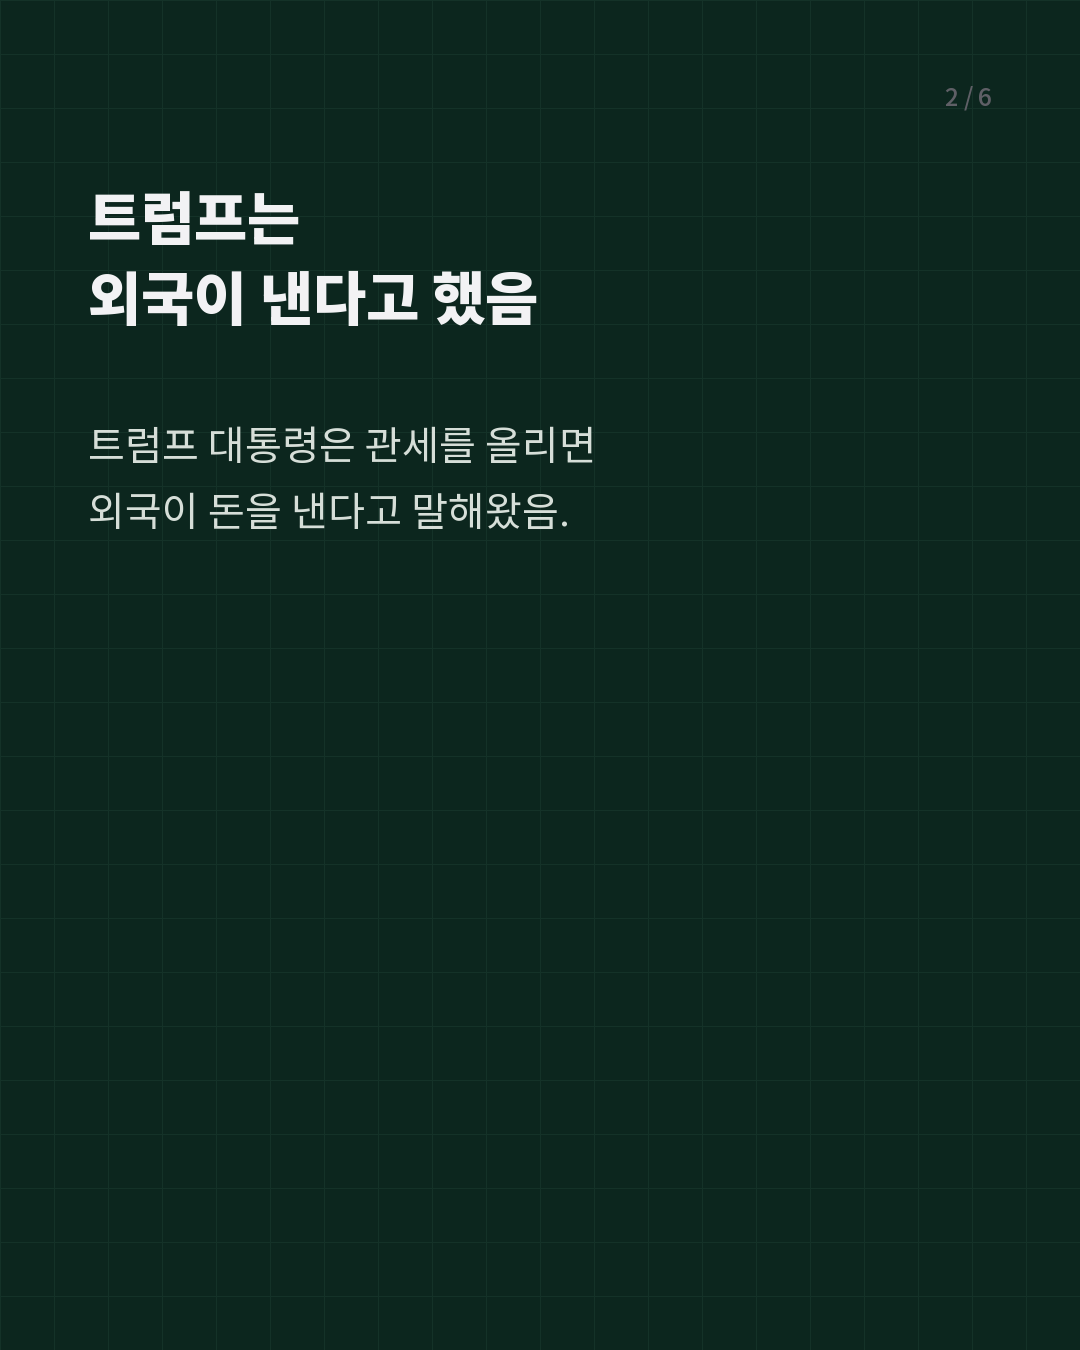 2 / 6
트럼프는
외국이 낸다고 했음
트럼프 대통령은 관세를 올리면
외국이 돈을 낸다고 말해왔음.